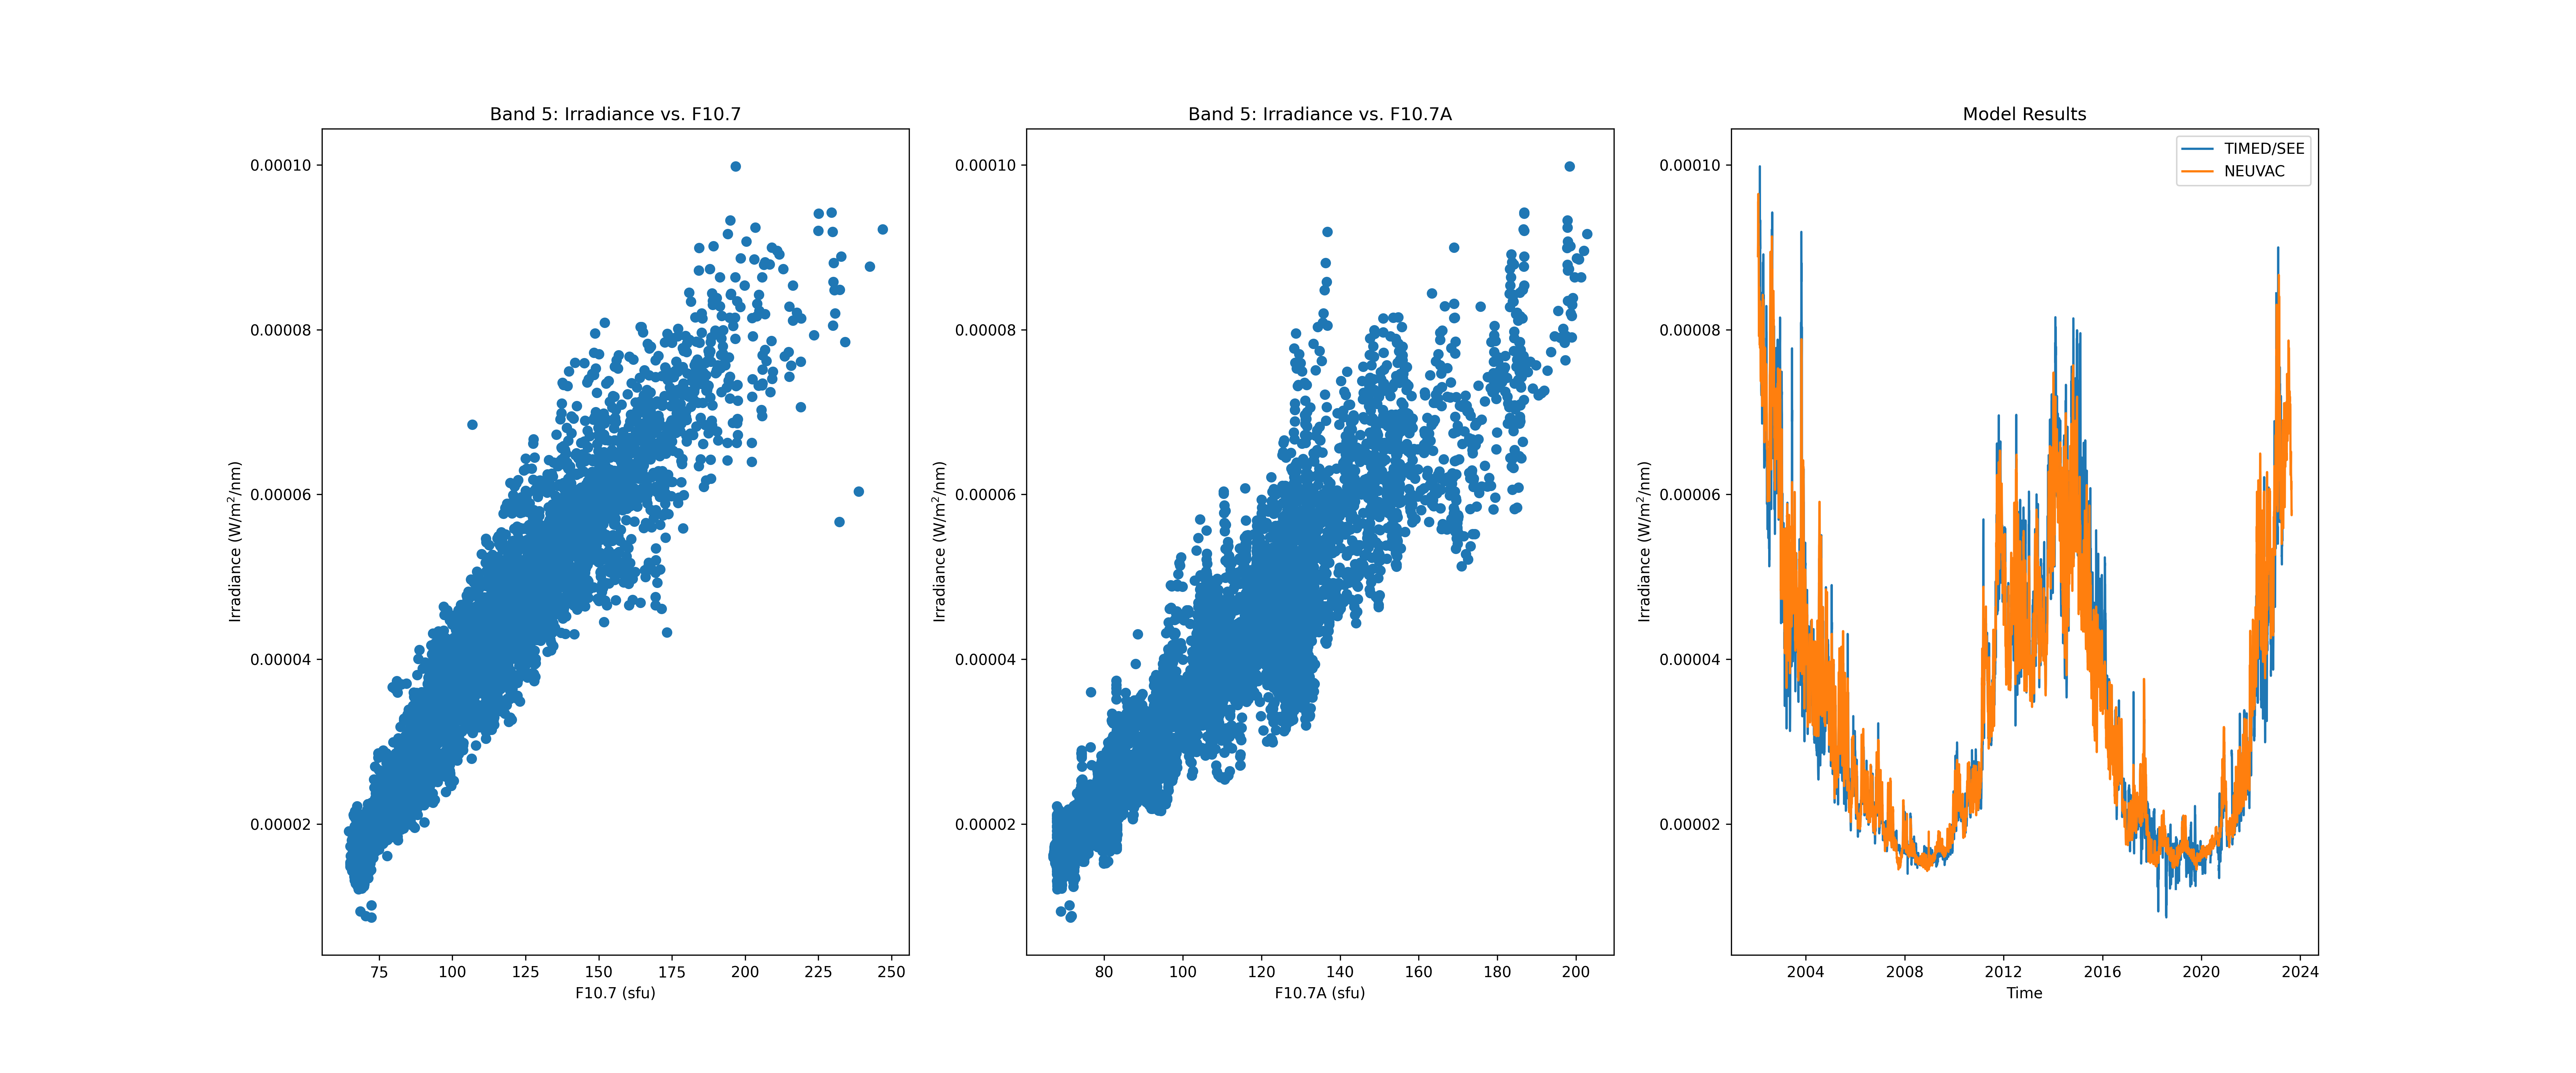 Band 5: Irradiance vs. F10.7
Irradiance (W/m²/nm)
0.00010
0.00008
0.00006
0.00004
0.00002
75 100 125 150 175 200 225 250
F10.7 (sfu)
Band 5: Irradiance vs. F10.7A
Irradiance (W/m²/nm)
0.00010
0.00008
0.00006
0.00004
0.00002
80 100 120 140 160 180 200
F10.7A (sfu)
Model Results
TIMED/SEE
NEUVAC
Irradiance (W/m²/nm)
0.00010
0.00008
0.00006
0.00004
0.00002
2004 2008 2012 2016 2020 2024
Time